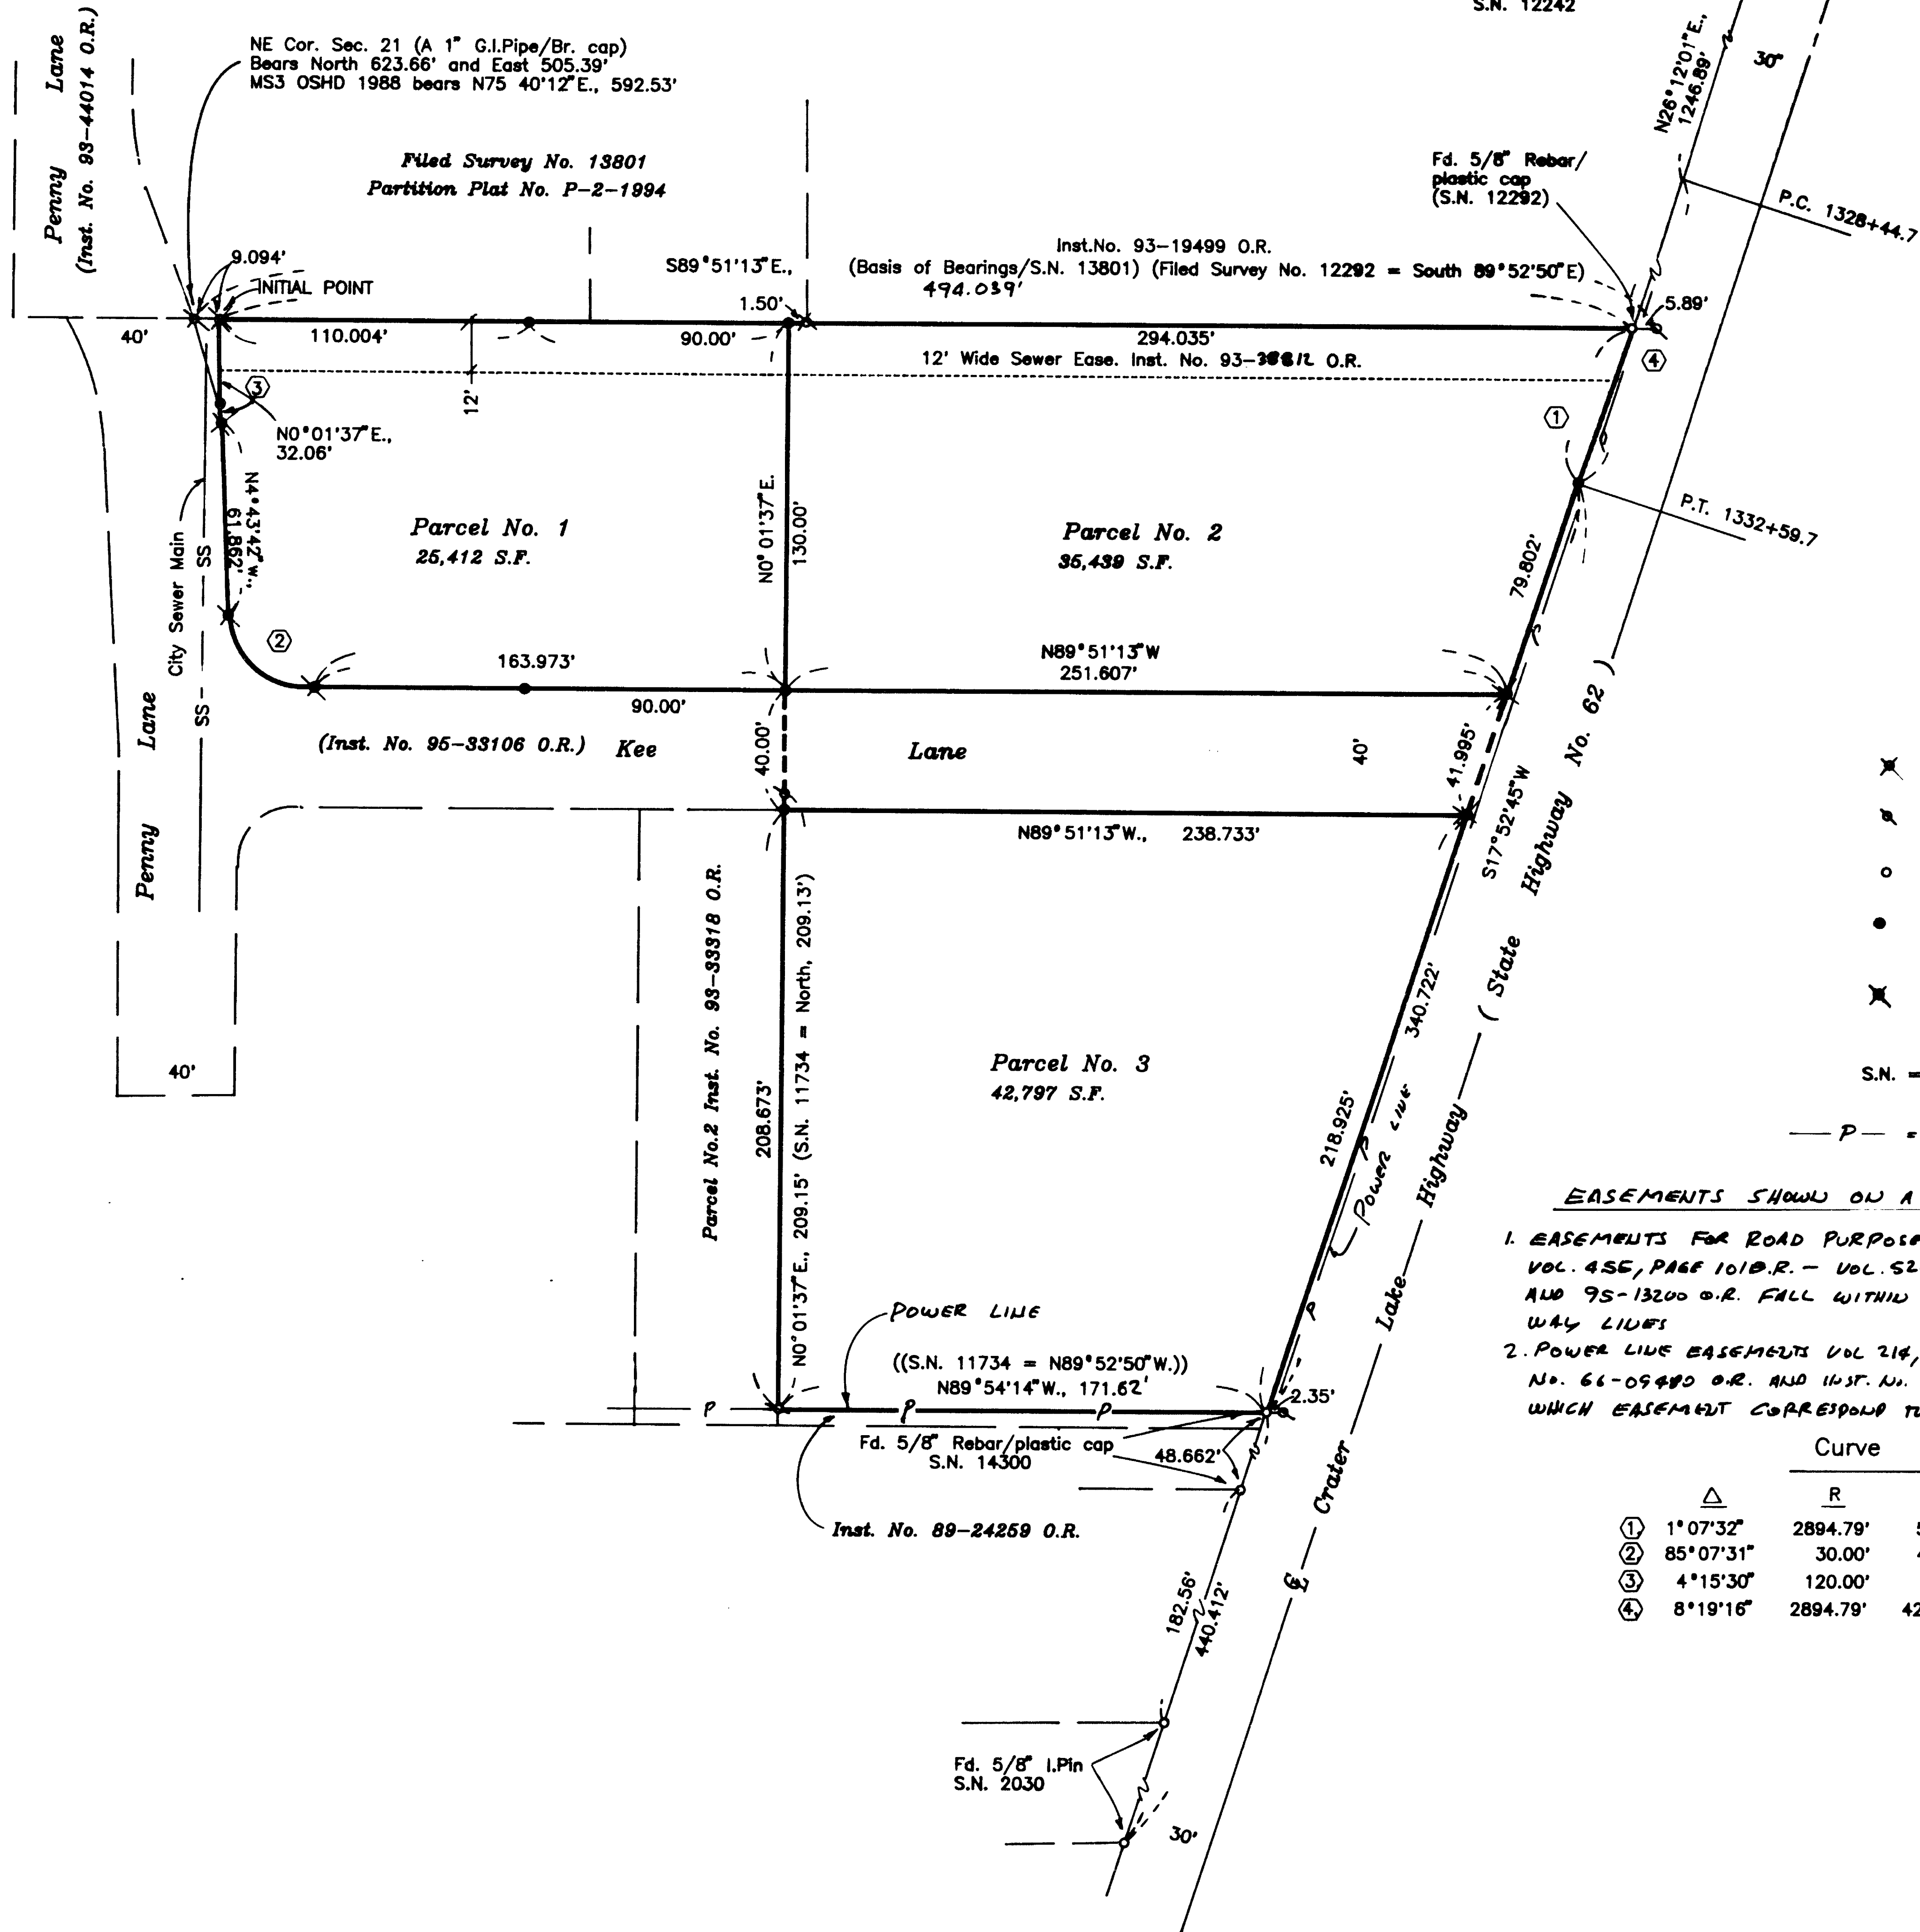 S.N. 12242
Penny Lane
(Inst. No. 93-44014 O.R.)
NE Cor. Sec. 21 (A 1" G.I.Pipe/Br. cap)
Bears North 623.66' and East 505.39'
MS3 OSHD 1988 bears N75 40'12"E., 592.53'
Filed Survey No. 13801
Partition Plat No. P-2-1994
N26°12'01"E.,
1246.89'
30'
Fd. 5/8" Rebar/
plastic cap
(S.N. 12292)
P.C. 1328+44.7
9.094'
INITIAL POINT
S89°51'13"E.,
Inst.No. 93-19499 O.R.
(Basis of Bearings/S.N. 13801) (Filed Survey No. 12292 = South 89°52'50"E)
494.039'
1.50'
5.89'
40'
110.004'
90.00'
294.035'
12' Wide Sewer Ease. Inst. No. 93- O.R.
4
3
12'
1
N0°01'37"E.,
32.06'
N4°43'42"W.,
61.862'
City Sewer Main
SS
SS
Parcel No. 1
25,412 S.F.
N0°01'37"E.
130.00'
Parcel No. 2
35,439 S.F.
79.802'
P.T. 1332+59.7
2
163.973'
N89°51'13"W
251.607'
90.00'
(Inst. No. 95-33106 O.R.) Kee Lane
40.00'
40'
41.995'
S17°52'45"W
Penny Lane
N89°51'13"W., 238.733'
Crater Lake Highway ( State Highway No. 62 )
40'
Parcel No.2 Inst. No. 93-33318 O.R.
208.673'
N0°01'37"E., 209.15' (S.N. 11734 = North, 209.13')
Parcel No. 3
42,797 S.F.
340.722'
218.925'
POWER LINE
P
S.N. =
— P — =
EASEMENTS SHOWN ON A
1. EASEMENTS FOR ROAD PURPOSE
VOL. 455, PAGE 101 O.R. — VOL. 52
AND 95-13200 O.R. FALL WITHIN
WAY LINES
2. POWER LINE EASEMENTS VOL 214,
No. 66-09480 O.R. AND INST. No.
WHICH EASEMENT CORRESPOND TO
POWER LINE
((S.N. 11734 = N89°52'50"W.))
N89°54'14"W., 171.62'
2.35'
P P P
Fd. 5/8" Rebar/plastic cap
S.N. 14300
48.662'
Inst. No. 89-24259 O.R.
℄
182.56'
440.412'
Fd. 5/8" I.Pin
S.N. 2030
30'
Curve
△ R
1 1°07'32" 2894.79' 5
2 85°07'31" 30.00' 4
3 4°15'30" 120.00'
4 8°19'16" 2894.79' 42